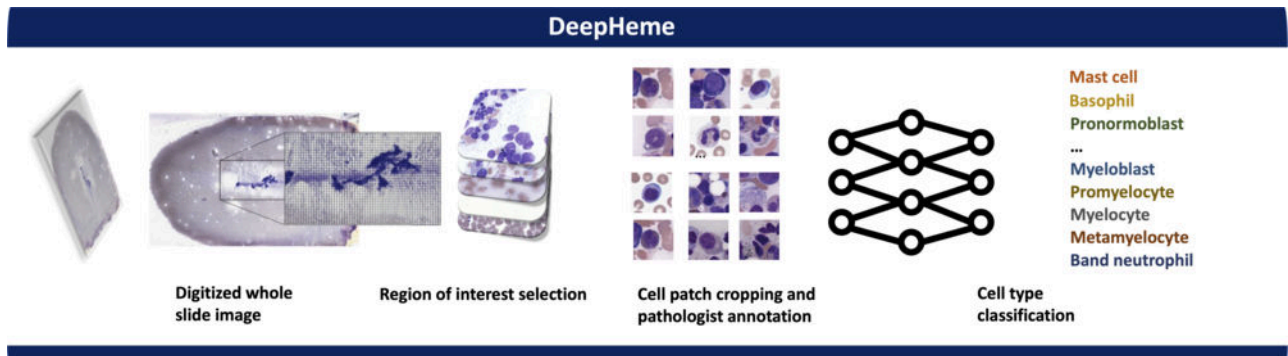 DeepHeme
Mast cell
Basophil
Pronormoblast
...
Myeloblast
Promyelocyte
Myelocyte
Metamyelocyte
Band neutrophil
Digitized whole
slide image
Region of interest selection
Cell patch cropping and
pathologist annotation
Cell type
classification